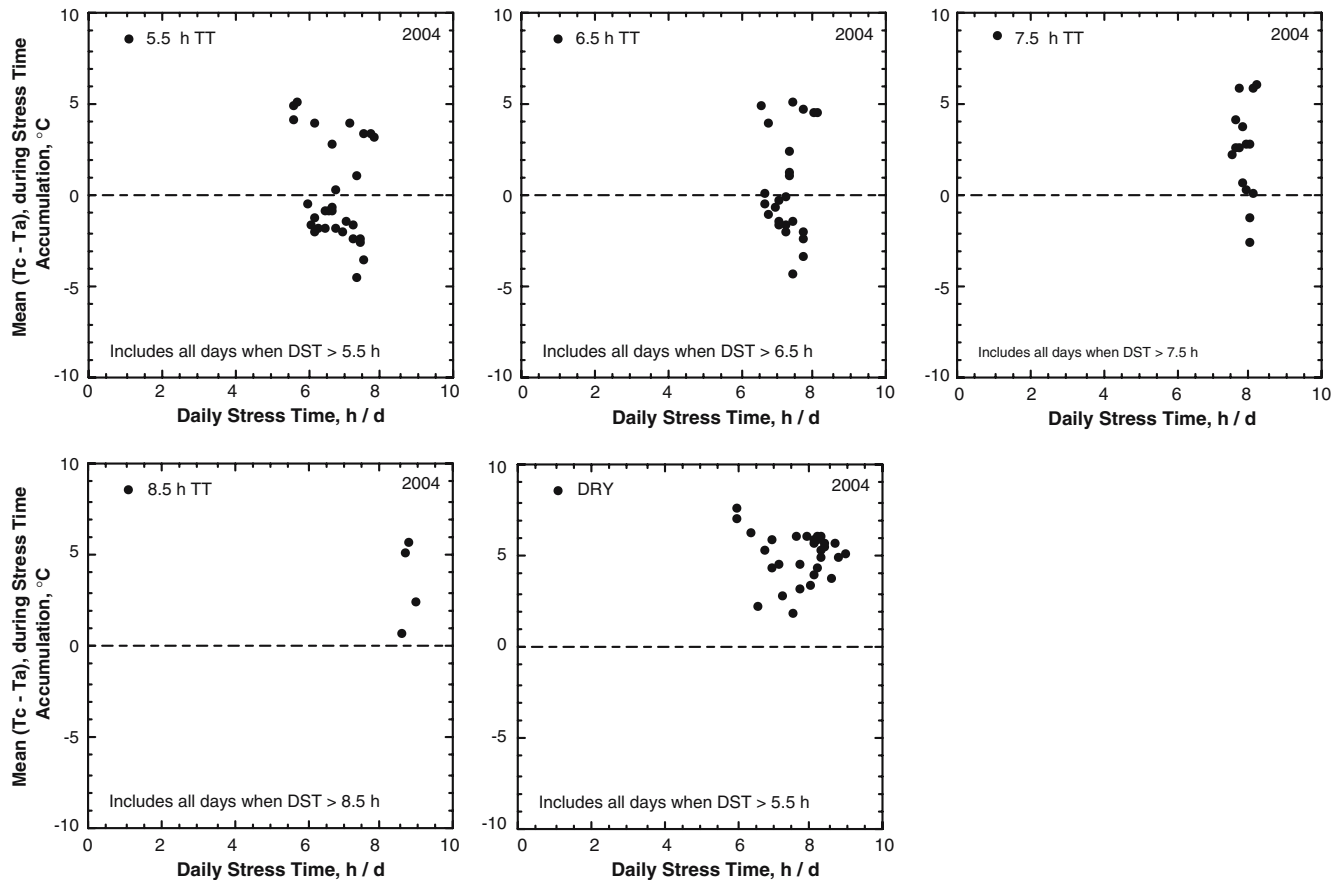 10
5
0
-5
-10
5.5 h TT
2004
Includes all days when DST > 5.5 h
0 2 4 6 8 10
Daily Stress Time, h / d
Mean (Tc - Ta), during Stress Time
Accumulation, °C
10
5
0
-5
-10
6.5 h TT
2004
Includes all days when DST > 6.5 h
0 2 4 6 8 10
Daily Stress Time, h / d
10
5
0
-5
-10
7.5 h TT
2004
Includes all days when DST > 7.5 h
0 2 4 6 8 10
Daily Stress Time, h / d
10
5
0
-5
-10
8.5 h TT
2004
Includes all days when DST > 8.5 h
0 2 4 6 8 10
Daily Stress Time, h / d
Mean (Tc - Ta), during Stress Time
Accumulation, °C
10
5
0
-5
-10
DRY
2004
Includes all days when DST > 5.5 h
0 2 4 6 8 10
Daily Stress Time, h / d